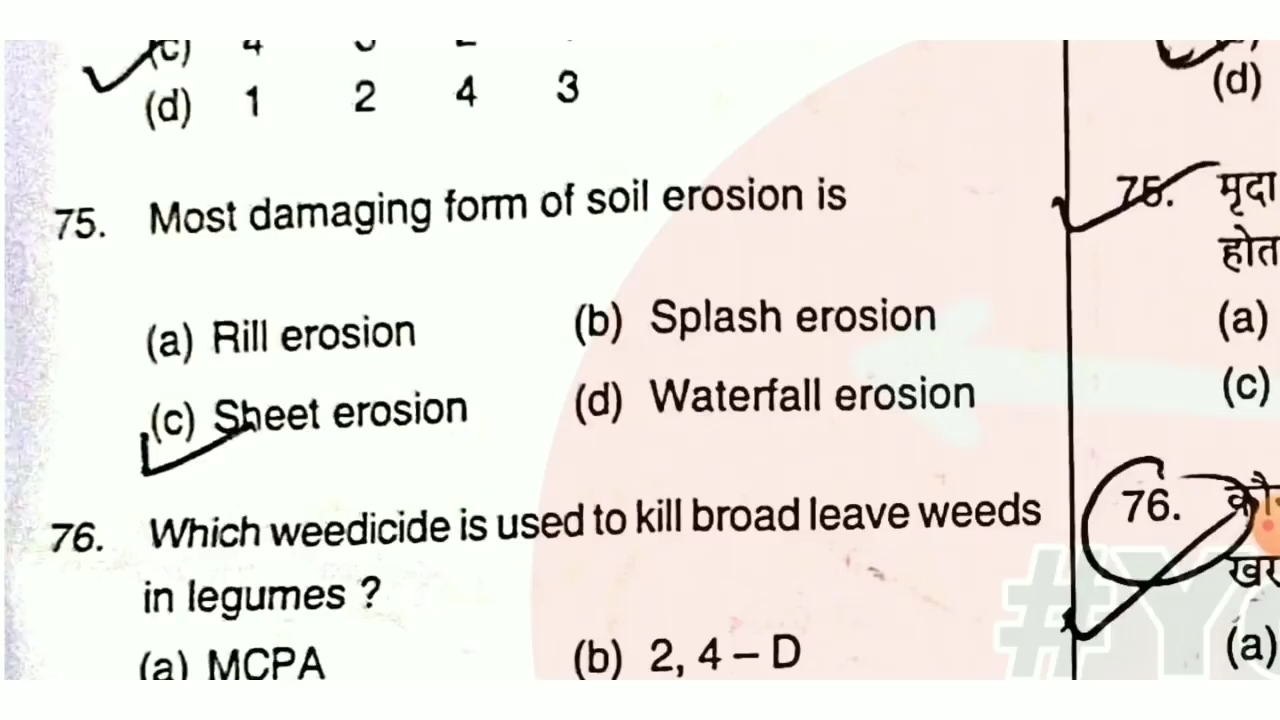 (c) 4
(d) 1 2 4 3
75. Most damaging form of soil erosion is
(a) Rill erosion (b) Splash erosion
(c) Sheet erosion (d) Waterfall erosion
76. Which weedicide is used to kill broad leave weeds
in legumes ?
(a) MCPA (b) 2, 4 – D
(d)
75. मृदा
(a)
(c)
76.
(a)